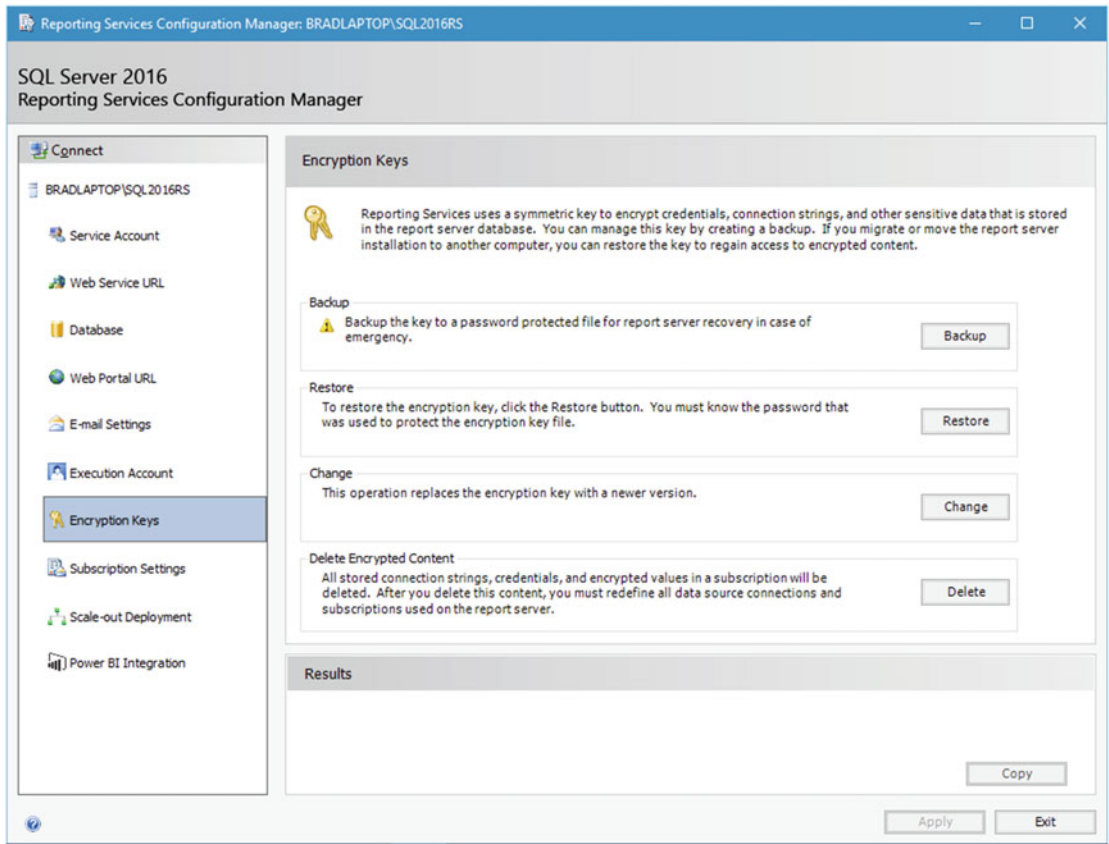 Reporting Services Configuration Manager: BRADLAPTOP\SQL2016RS
SQL Server 2016
Reporting Services Configuration Manager
Connect
BRADLAPTOP\SQL2016RS
Service Account
Web Service URL
Database
Web Portal URL
E-mail Settings
Execution Account
Encryption Keys
Subscription Settings
Scale-out Deployment
Power BI Integration
Encryption Keys
Reporting Services uses a symmetric key to encrypt credentials, connection strings, and other sensitive data that is stored
in the report server database. You can manage this key by creating a backup. If you migrate or move the report server
installation to another computer, you can restore the key to regain access to encrypted content.
Backup
Backup the key to a password protected file for report server recovery in case of
emergency.
Backup
Restore
To restore the encryption key, click the Restore button. You must know the password that
was used to protect the encryption key file.
Restore
Change
This operation replaces the encryption key with a newer version.
Change
Delete Encrypted Content
All stored connection strings, credentials, and encrypted values in a subscription will be
deleted. After you delete this content, you must redefine all data source connections and
subscriptions used on the report server.
Delete
Results
Copy
Apply
Exit